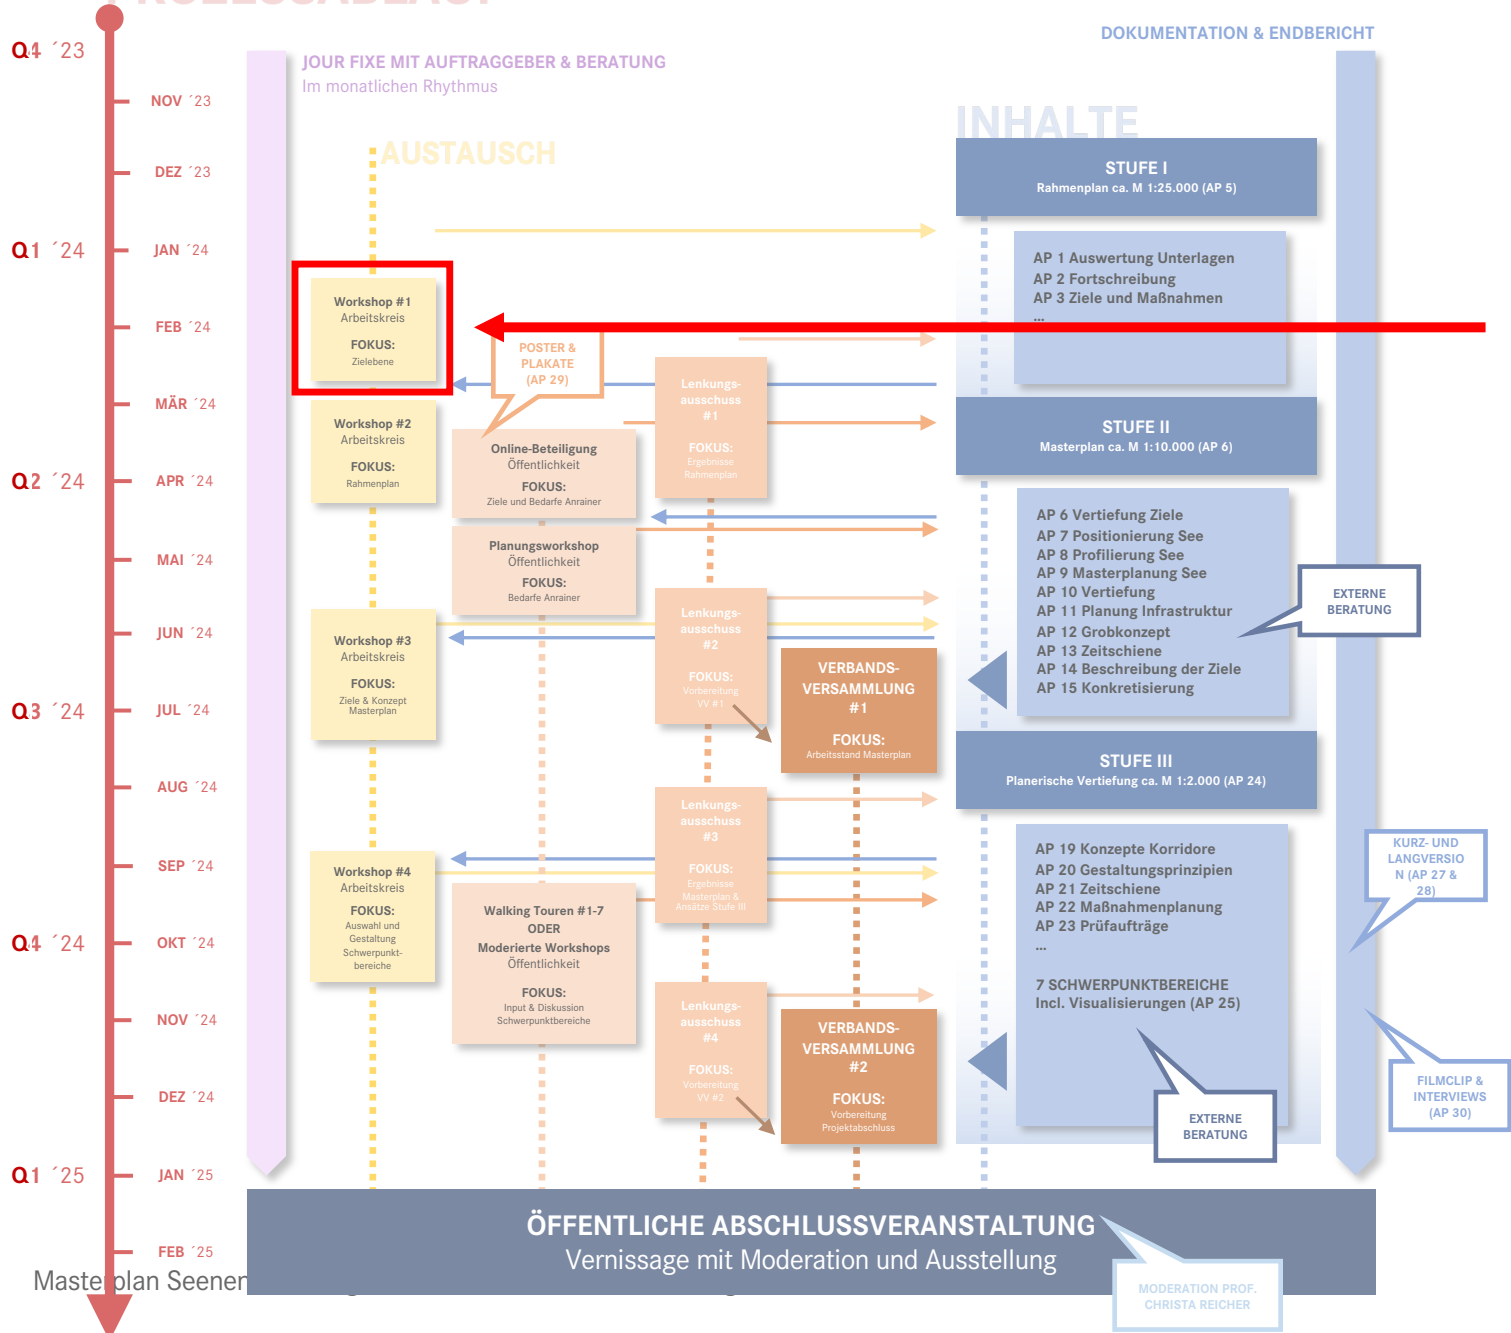 PROZESSABLAUF
DOKUMENTATION & ENDBERICHT
Q4 ´23
JOUR FIXE MIT AUFTRAGGEBER & BERATUNG
Im monatlichen Rhythmus
NOV ´23
INHALTE
AUSTAUSCH
DEZ ´23
STUFE I
Rahmenplan ca. M 1:25.000 (AP 5)
Q1 ´24
JAN ´24
AP 1 Auswertung Unterlagen
AP 2 Fortschreibung
AP 3 Ziele und Maßnahmen
...
Workshop #1
Arbeitskreis
FOKUS:
Zielebene
FEB ´24
POSTER &
PLAKATE
(AP 29)
Lenkungs-
ausschuss
#1
FOKUS:
Ergebnisse
Rahmenplan
MÄR ´24
Workshop #2
Arbeitskreis
FOKUS:
Rahmenplan
STUFE II
Masterplan ca. M 1:10.000 (AP 6)
Online-Beteiligung
Öffentlichkeit
FOKUS:
Ziele und Bedarfe Anrainer
Q2 ´24
APR ´24
AP 6 Vertiefung Ziele
AP 7 Positionierung See
AP 8 Profilierung See
AP 9 Masterplanung See
AP 10 Vertiefung
AP 11 Planung Infrastruktur
AP 12 Grobkonzept
AP 13 Zeitschiene
AP 14 Beschreibung der Ziele
AP 15 Konkretisierung
Planungsworkshop
Öffentlichkeit
FOKUS:
Bedarfe Anrainer
MAI ´24
EXTERNE
BERATUNG
Lenkungs-
ausschuss
#2
FOKUS:
Vorbereitung
VV #1
JUN ´24
Workshop #3
Arbeitskreis
FOKUS:
Ziele & Konzept
Masterplan
VERBANDS-
VERSAMMLUNG
#1
FOKUS:
Arbeitsstand Masterplan
Q3 ´24
JUL ´24
STUFE III
Planerische Vertiefung ca. M 1:2.000 (AP 24)
AUG ´24
Lenkungs-
ausschuss
#3
FOKUS:
Ergebnisse
Masterplan &
Ansätze Stufe III
AP 19 Konzepte Korridore
AP 20 Gestaltungsprinzipien
AP 21 Zeitschiene
AP 22 Maßnahmenplanung
AP 23 Prüfaufträge
...
7 SCHWERPUNKTBEREICHE
Incl. Visualisierungen (AP 25)
KURZ- UND
LANGVERSIO
N (AP 27 &
28)
SEP ´24
Workshop #4
Arbeitskreis
FOKUS:
Auswahl und
Gestaltung
Schwerpunkt-
bereiche
Walking Touren #1-7
ODER
Moderierte Workshops
Öffentlichkeit
FOKUS:
Input & Diskussion
Schwerpunktbereiche
Q4 ´24
OKT ´24
Lenkungs-
ausschuss
#4
FOKUS:
Vorbereitung
VV #2
NOV ´24
VERBANDS-
VERSAMMLUNG
#2
FOKUS:
Vorbereitung
Projektabschluss
FILMCLIP &
INTERVIEWS
(AP 30)
DEZ ´24
EXTERNE
BERATUNG
Q1 ´25
JAN ´25
ÖFFENTLICHE ABSCHLUSSVERANSTALTUNG
Vernissage mit Moderation und Ausstellung
FEB ´25
Masterplan Seenen
MODERATION PROF.
CHRISTA REICHER